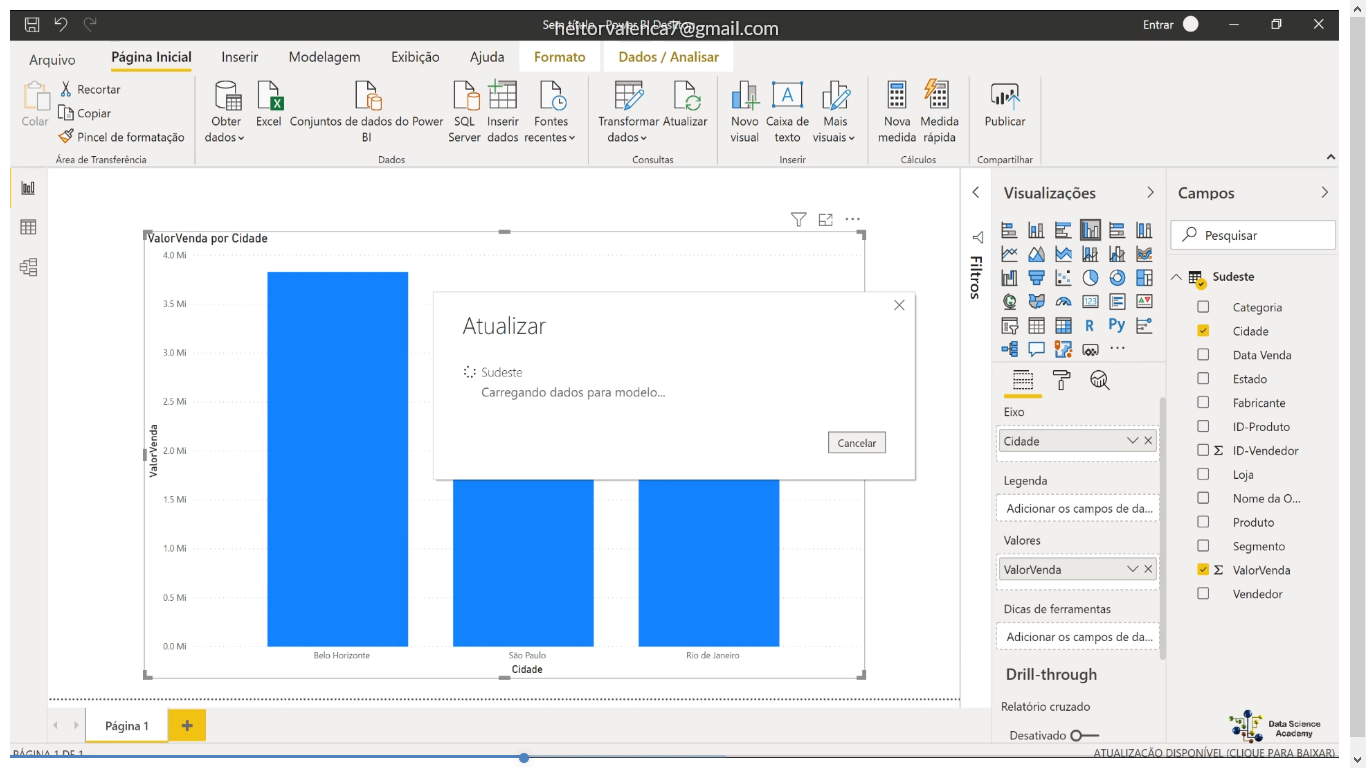 Sem título - Power BI Desktop
heitorvalerica7@gmail.com
Entrar
Arquivo
Página Inicial
Inserir
Modelagem
Exibição
Ajuda
Formato
Dados / Analisar
Colar
Recortar
Copiar
Pincel de formatação
Área de Transferência
Obter
dados
Excel
Conjuntos de dados do Power
BI
SQL
Server
Inserir
dados
Fontes
recentes
Dados
Transformar
dados
Atualizar
Consultas
Novo
visual
Caixa de
texto
Mais
visuais
Inserir
Nova
medida
Medida
rápida
Cálculos
Publicar
Compartilhar
ValorVenda por Cidade
4.0 Mi
3.5 Mi
3.0 Mi
2.5 Mi
2.0 Mi
1.5 Mi
1.0 Mi
0.5 Mi
0.0 Mi
ValorVenda
Belo Horizonte
São Paulo
Rio de Janeiro
Cidade
Atualizar
Sudeste
Carregando dados para modelo...
Cancelar
Filtros
Visualizações
123
R
Py
Eixo
Cidade
Legenda
Adicionar os campos de da...
Valores
ValorVenda
Dicas de ferramentas
Adicionar os campos de da...
Drill-through
Relatório cruzado
Desativado
Campos
Pesquisar
Sudeste
Categoria
Cidade
Data Venda
Estado
Fabricante
ID-Produto
Σ ID-Vendedor
Loja
Nome da O...
Produto
Segmento
Σ ValorVenda
Vendedor
Data Science
Academy
Página 1
PÁGINA 1 DE 1
ATUALIZAÇÃO DISPONÍVEL (CLIQUE PARA BAIXAR)